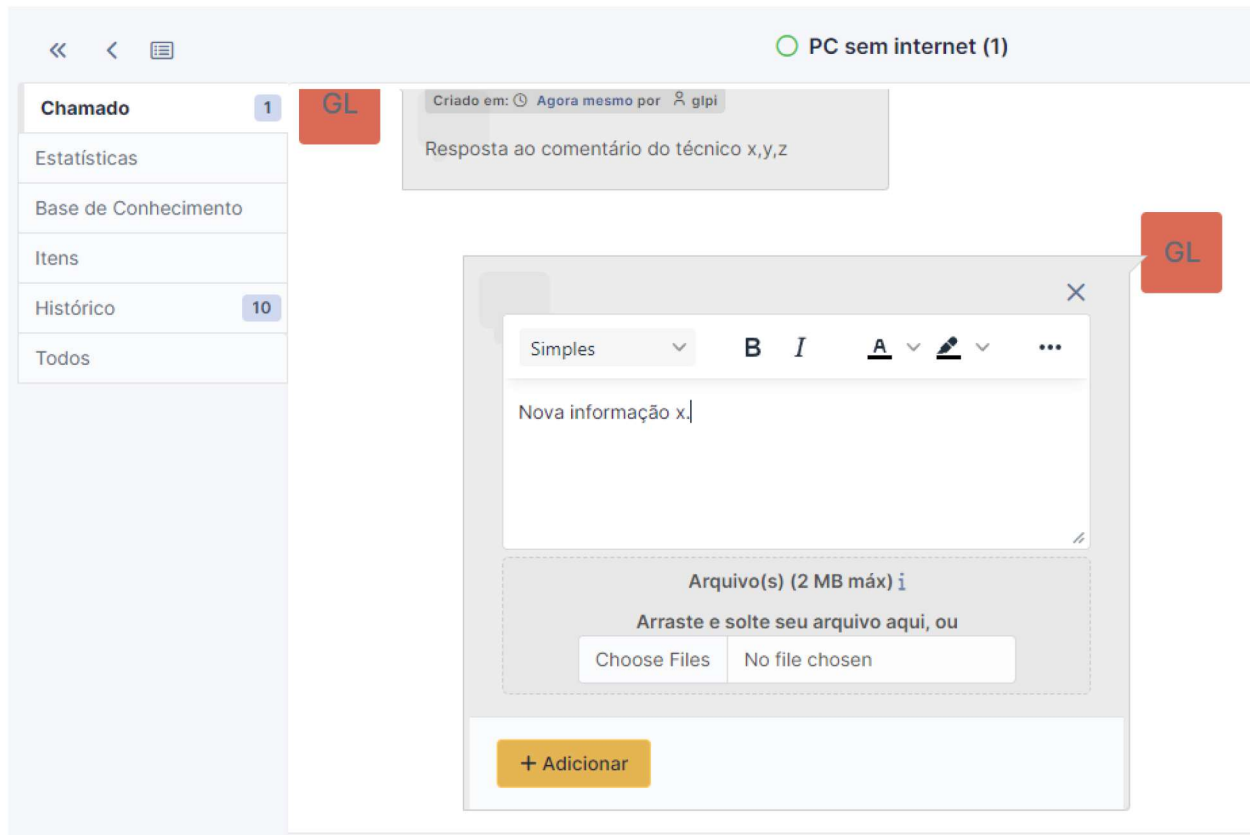 PC sem internet (1)
Chamado 1
Estatísticas
Base de Conhecimento
Itens
Histórico 10
Todos
GL
Criado em: Agora mesmo por glpi
Resposta ao comentário do técnico x,y,z
GL
Simples B I A
Nova informação x.
Arquivo(s) (2 MB máx) i
Arraste e solte seu arquivo aqui, ou
Choose Files No file chosen
+ Adicionar